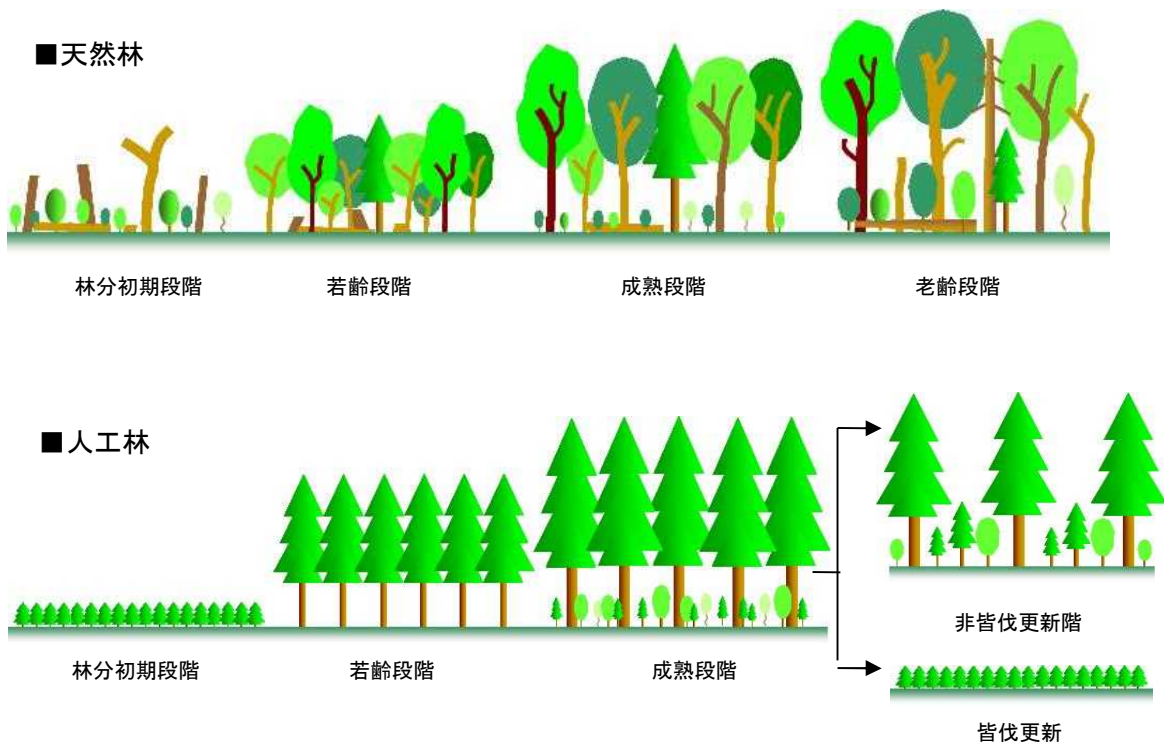 ■天然林
林分初期段階
若齢段階
成熟段階
老齢段階
■人工林
林分初期段階
若齢段階
成熟段階
非皆伐更新階
皆伐更新